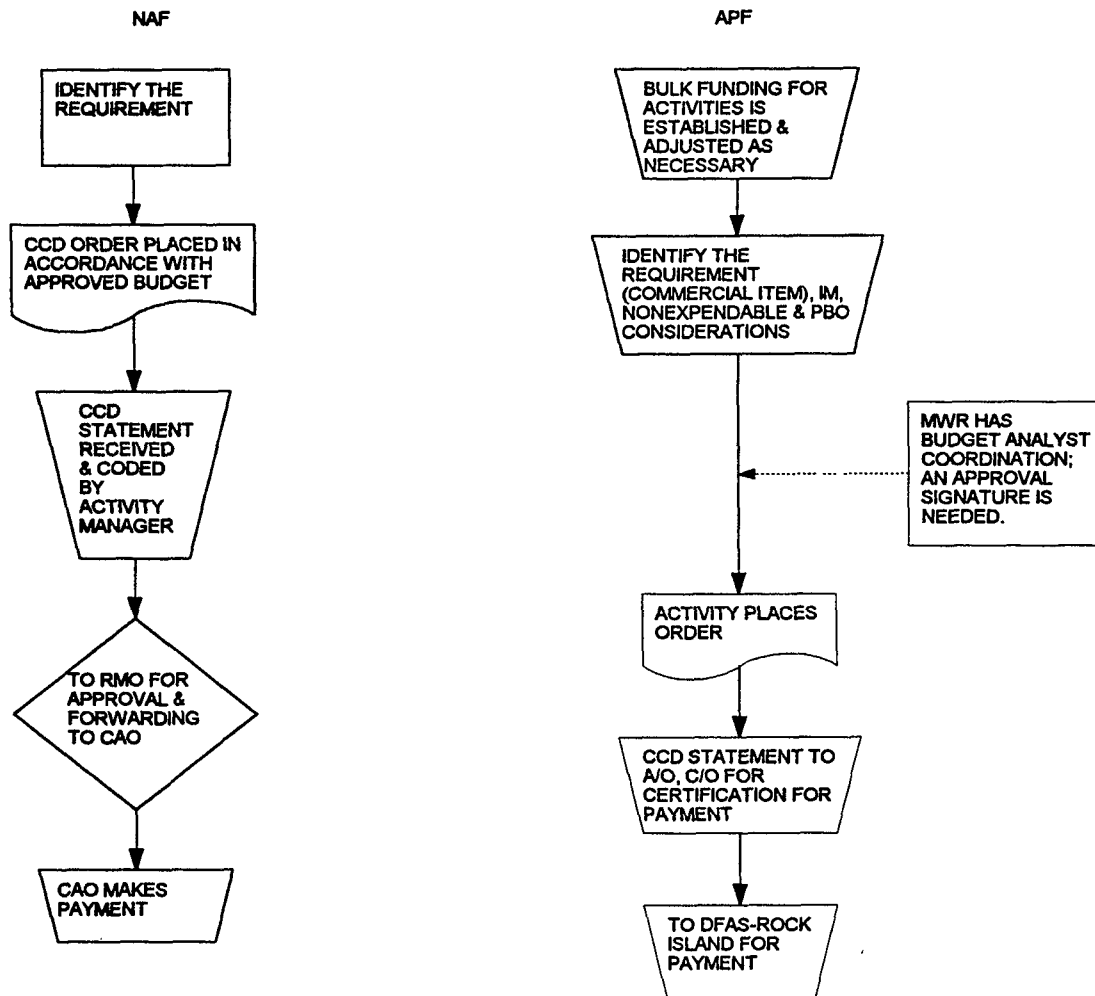 NAF
IDENTIFY THE
REQUIREMENT
CCD ORDER PLACED IN
ACCORDANCE WITH
APPROVED BUDGET
CCD
STATEMENT
RECEIVED
& CODED
BY
ACTIVITY
MANAGER
TO RMO FOR
APPROVAL &
FORWARDING
TO CAO
CAO MAKES
PAYMENT
APF
BULK FUNDING FOR
ACTIVITIES IS
ESTABLISHED &
ADJUSTED AS
NECESSARY
IDENTIFY THE
REQUIREMENT
(COMMERCIAL ITEM), IM,
NONEXPENDABLE & PBO
CONSIDERATIONS
MWR HAS
BUDGET ANALYST
COORDINATION;
AN APPROVAL
SIGNATURE IS
NEEDED.
ACTIVITY PLACES
ORDER
CCD STATEMENT TO
A/O, C/O FOR
CERTIFICATION FOR
PAYMENT
TO DFAS-ROCK
ISLAND FOR
PAYMENT